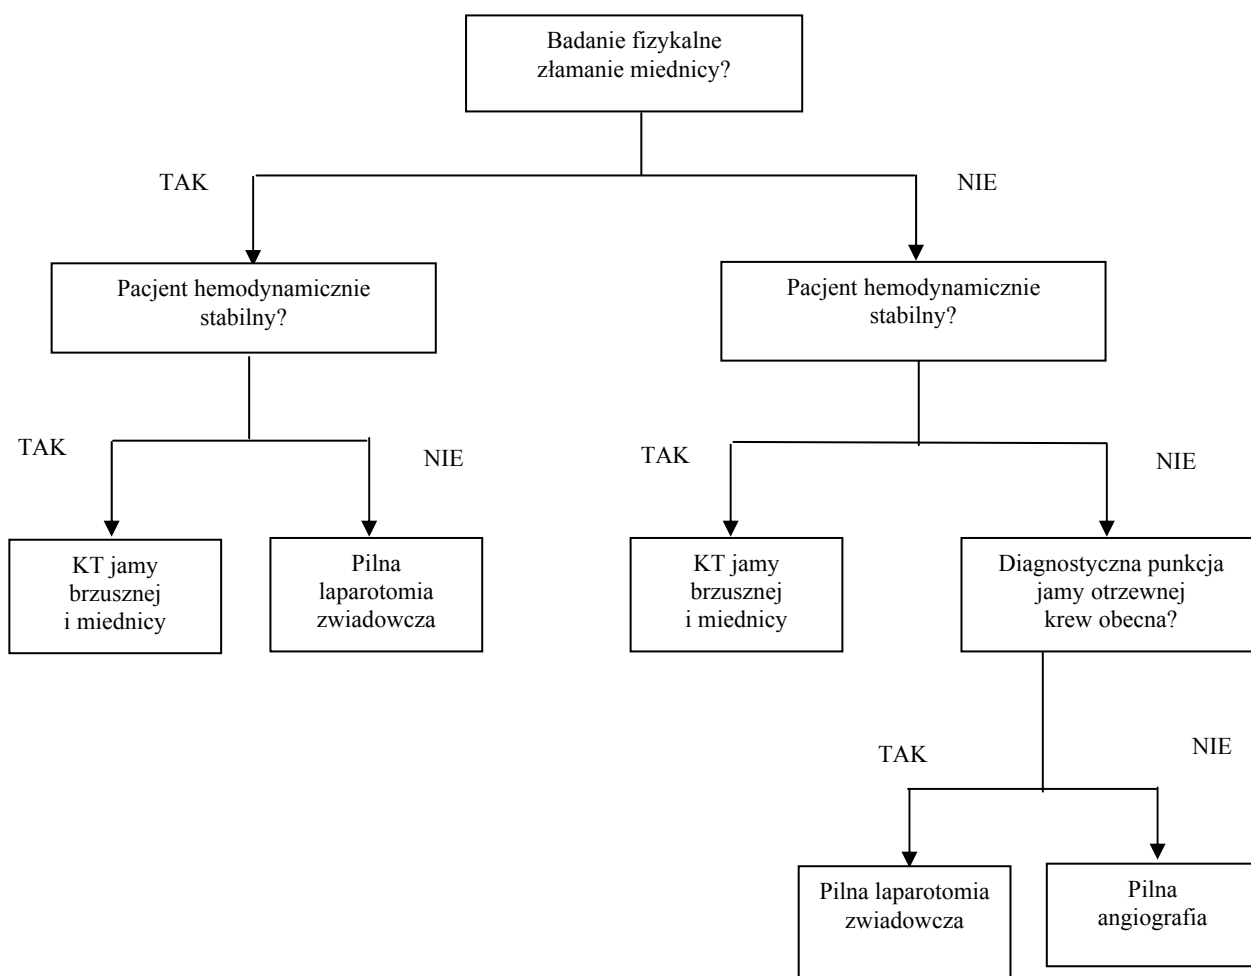 Badanie fizykalne
złamanie miednicy?
TAK
NIE
Pacjent hemodynamicznie
stabilny?
Pacjent hemodynamicznie
stabilny?
TAK
NIE
TAK
NIE
KT jamy
brzusznej
i miednicy
Pilna
laparotomia
zwiadowcza
KT jamy
brzusznej
i miednicy
Diagnostyczna punkcja
jamy otrzewnej
krew obecna?
TAK
NIE
Pilna laparotomia
zwiadowcza
Pilna
angiografia